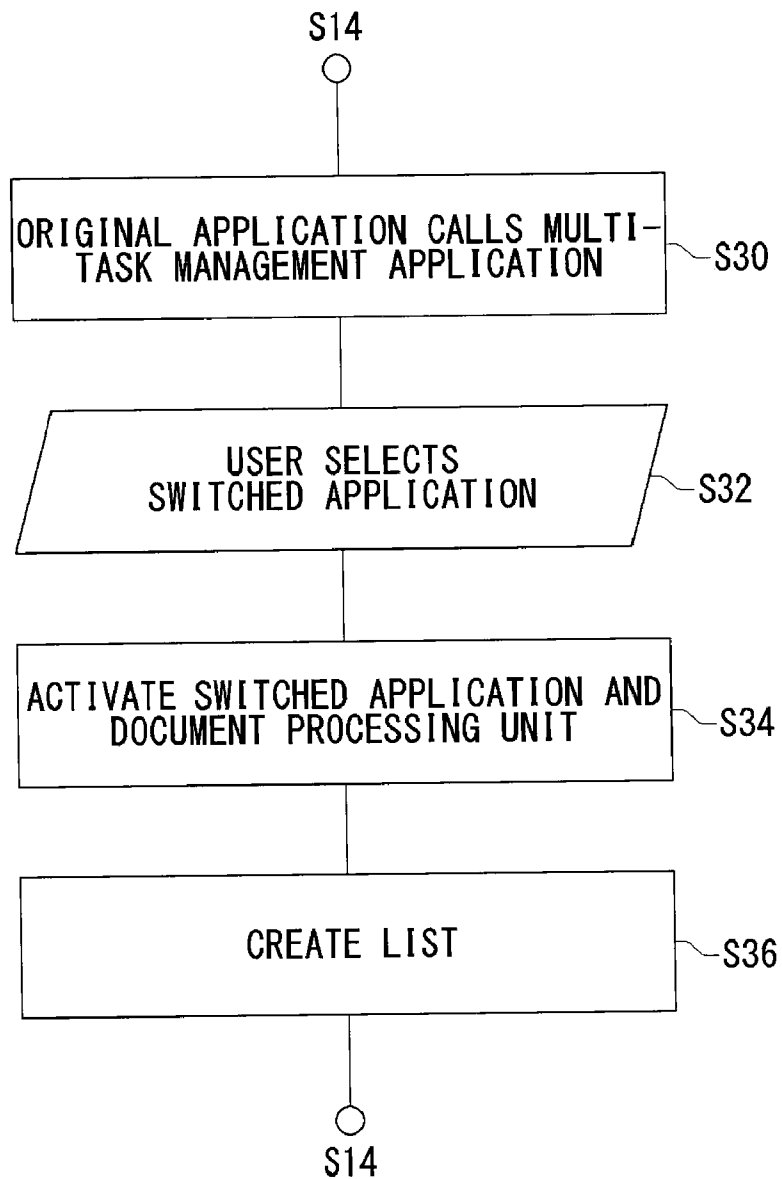 S14
ORIGINAL APPLICATION CALLS MULTI-
TASK MANAGEMENT APPLICATION
S30
USER SELECTS
SWITCHED APPLICATION
S32
ACTIVATE SWITCHED APPLICATION AND
DOCUMENT PROCESSING UNIT
S34
CREATE LIST
S36
S14